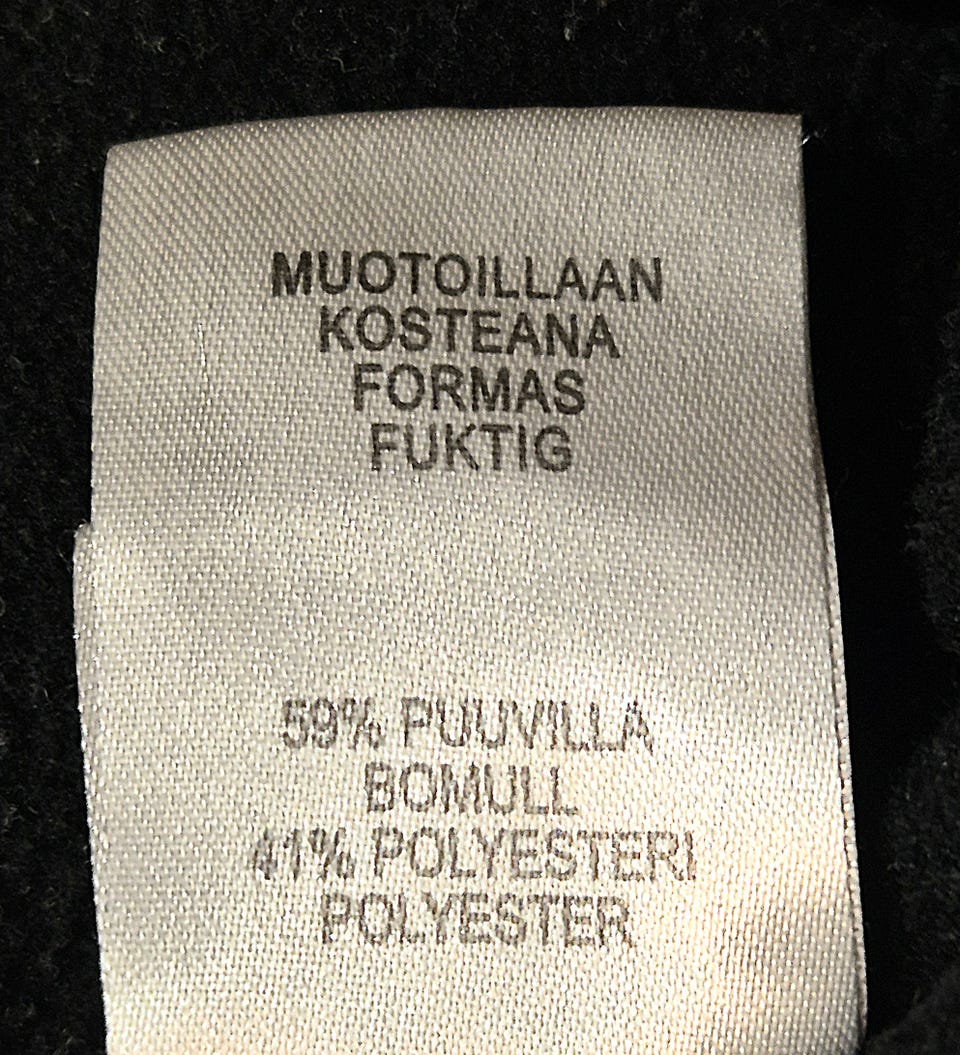 MUOTOILLAAN
KOSTEANA
FORMAS
FUKTIG
59% PUUVILLA
BOMULL
41% POLYESTERI
POLYESTER